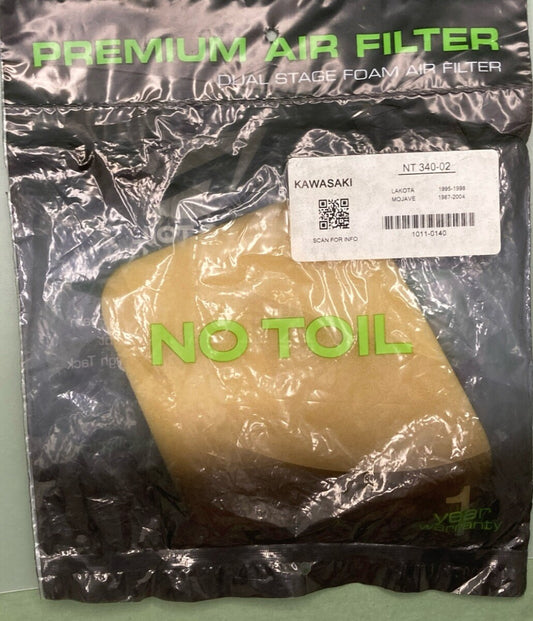 PREMIUM AIR FILTER
DUAL STAGE FOAM AIR FILTER
NT 340-02
KAWASAKI
LAKOTA 1995-1998
MOJAVE 1987-2004
SCAN FOR INFO
1011-0140
NO TOIL
Tack
1
year
warranty